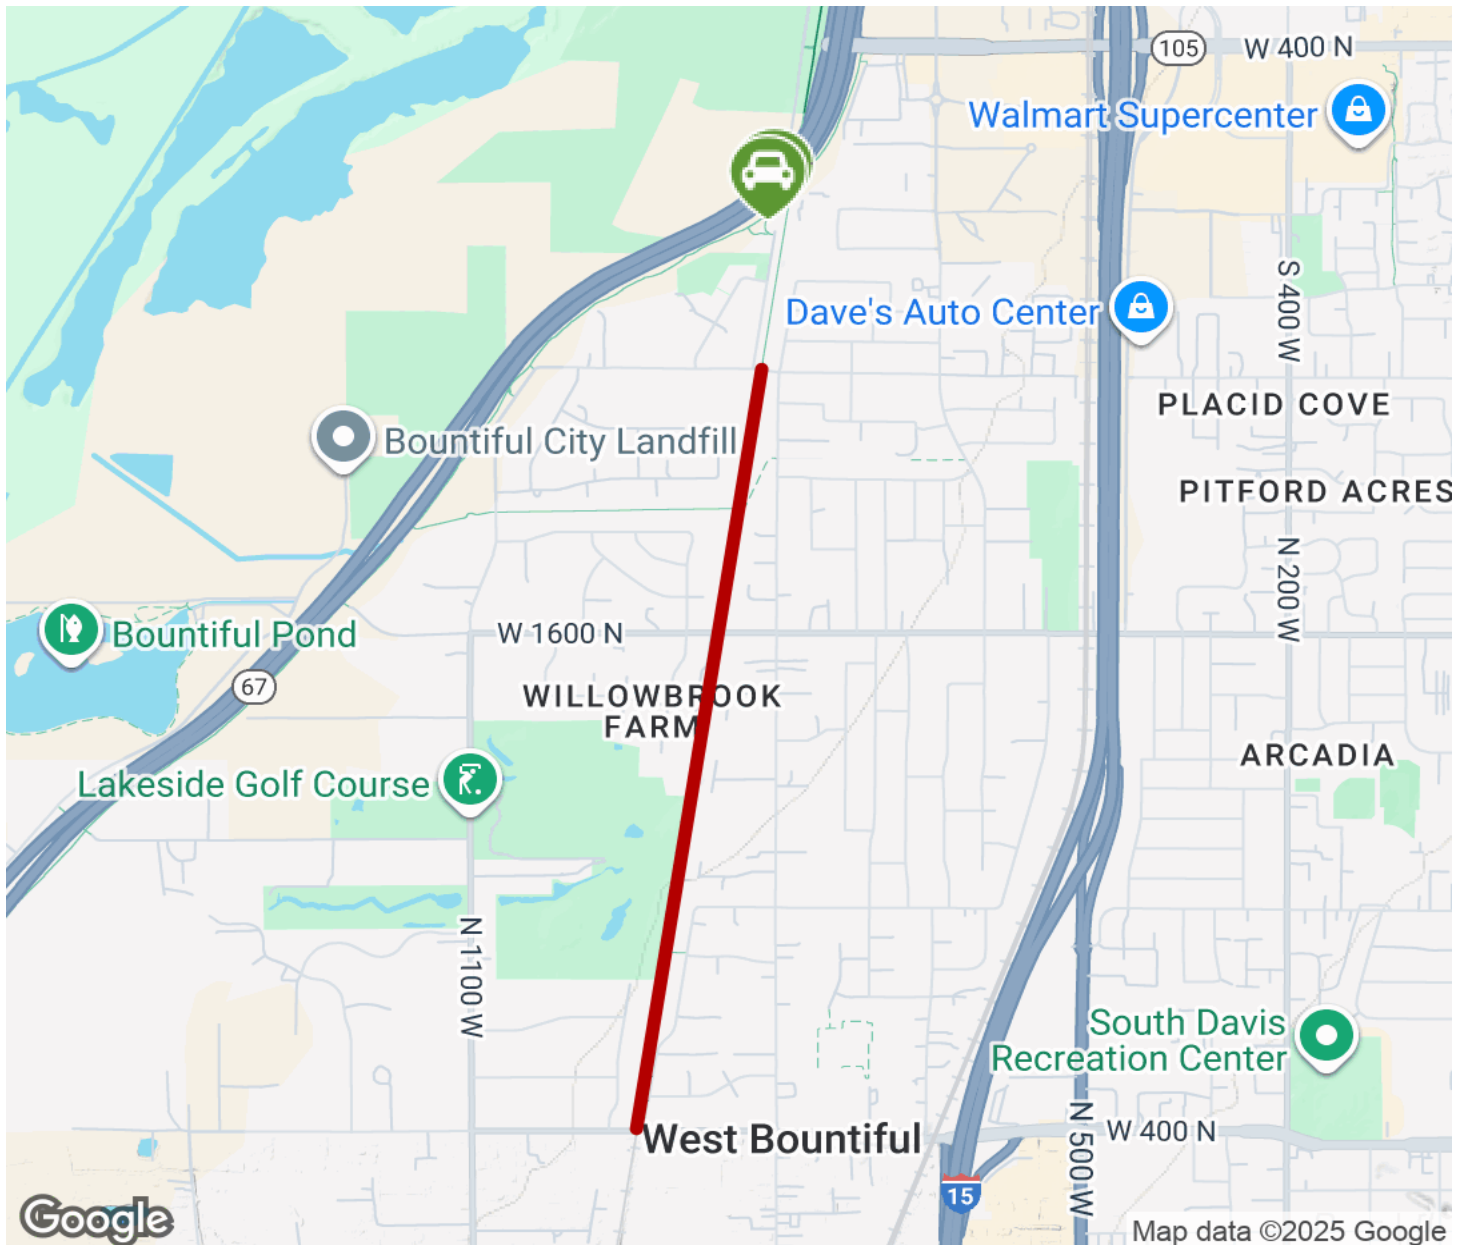 105
W 400 N
Walmart Supercenter
S 400 W
Dave's Auto Center
PLACID COVE
Bountiful City Landfill
PITFORD ACRES
N 200 W
W 1600 N
Bountiful Pond
67
WILLOWBROOK
FARM
ARCADIA
Lakeside Golf Course
N 1100 W
South Davis
Recreation Center
N 500 W
W 400 N
West Bountiful
15
Google
Map data ©2025 Google